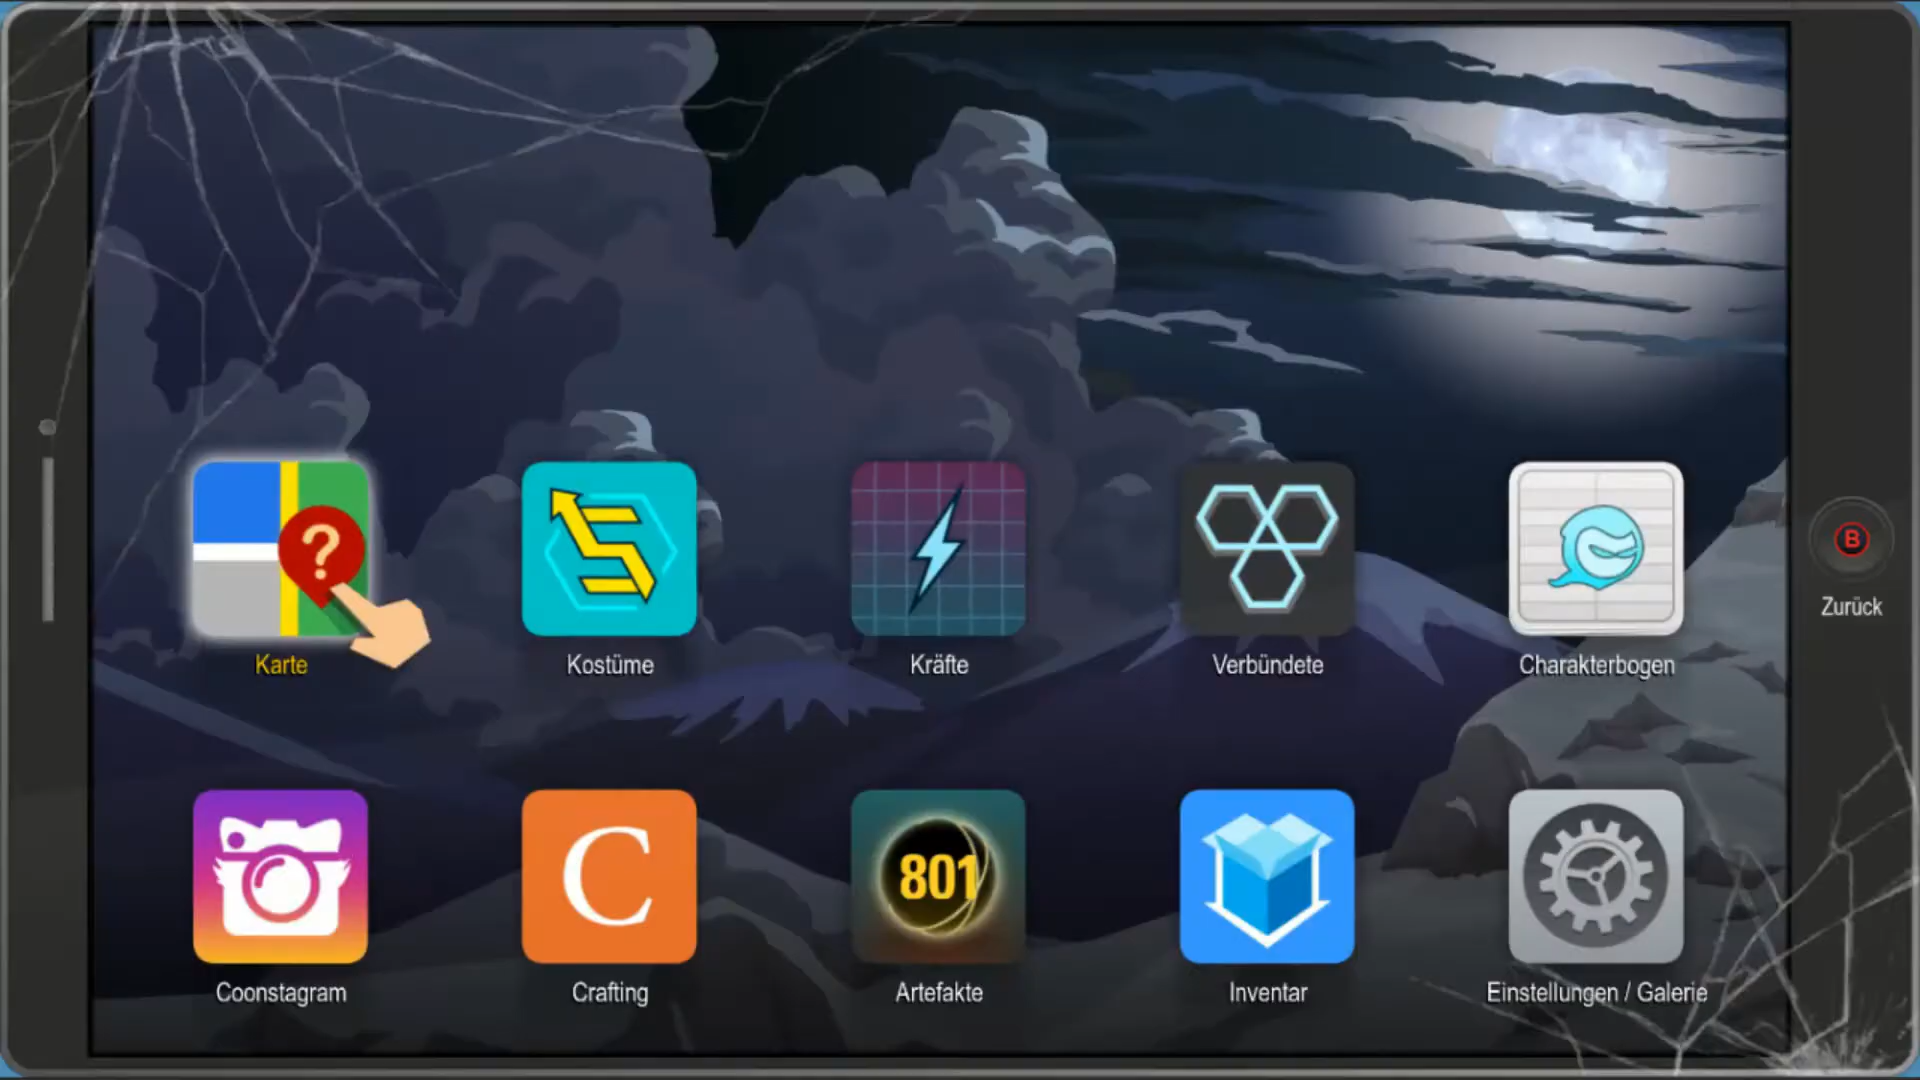 ?
Karte
Kostüme
Kräfte
Verbündete
Charakterbogen
B
Zurück
C
801
Coonstagram
Crafting
Artefakte
Inventar
Einstellungen / Galerie